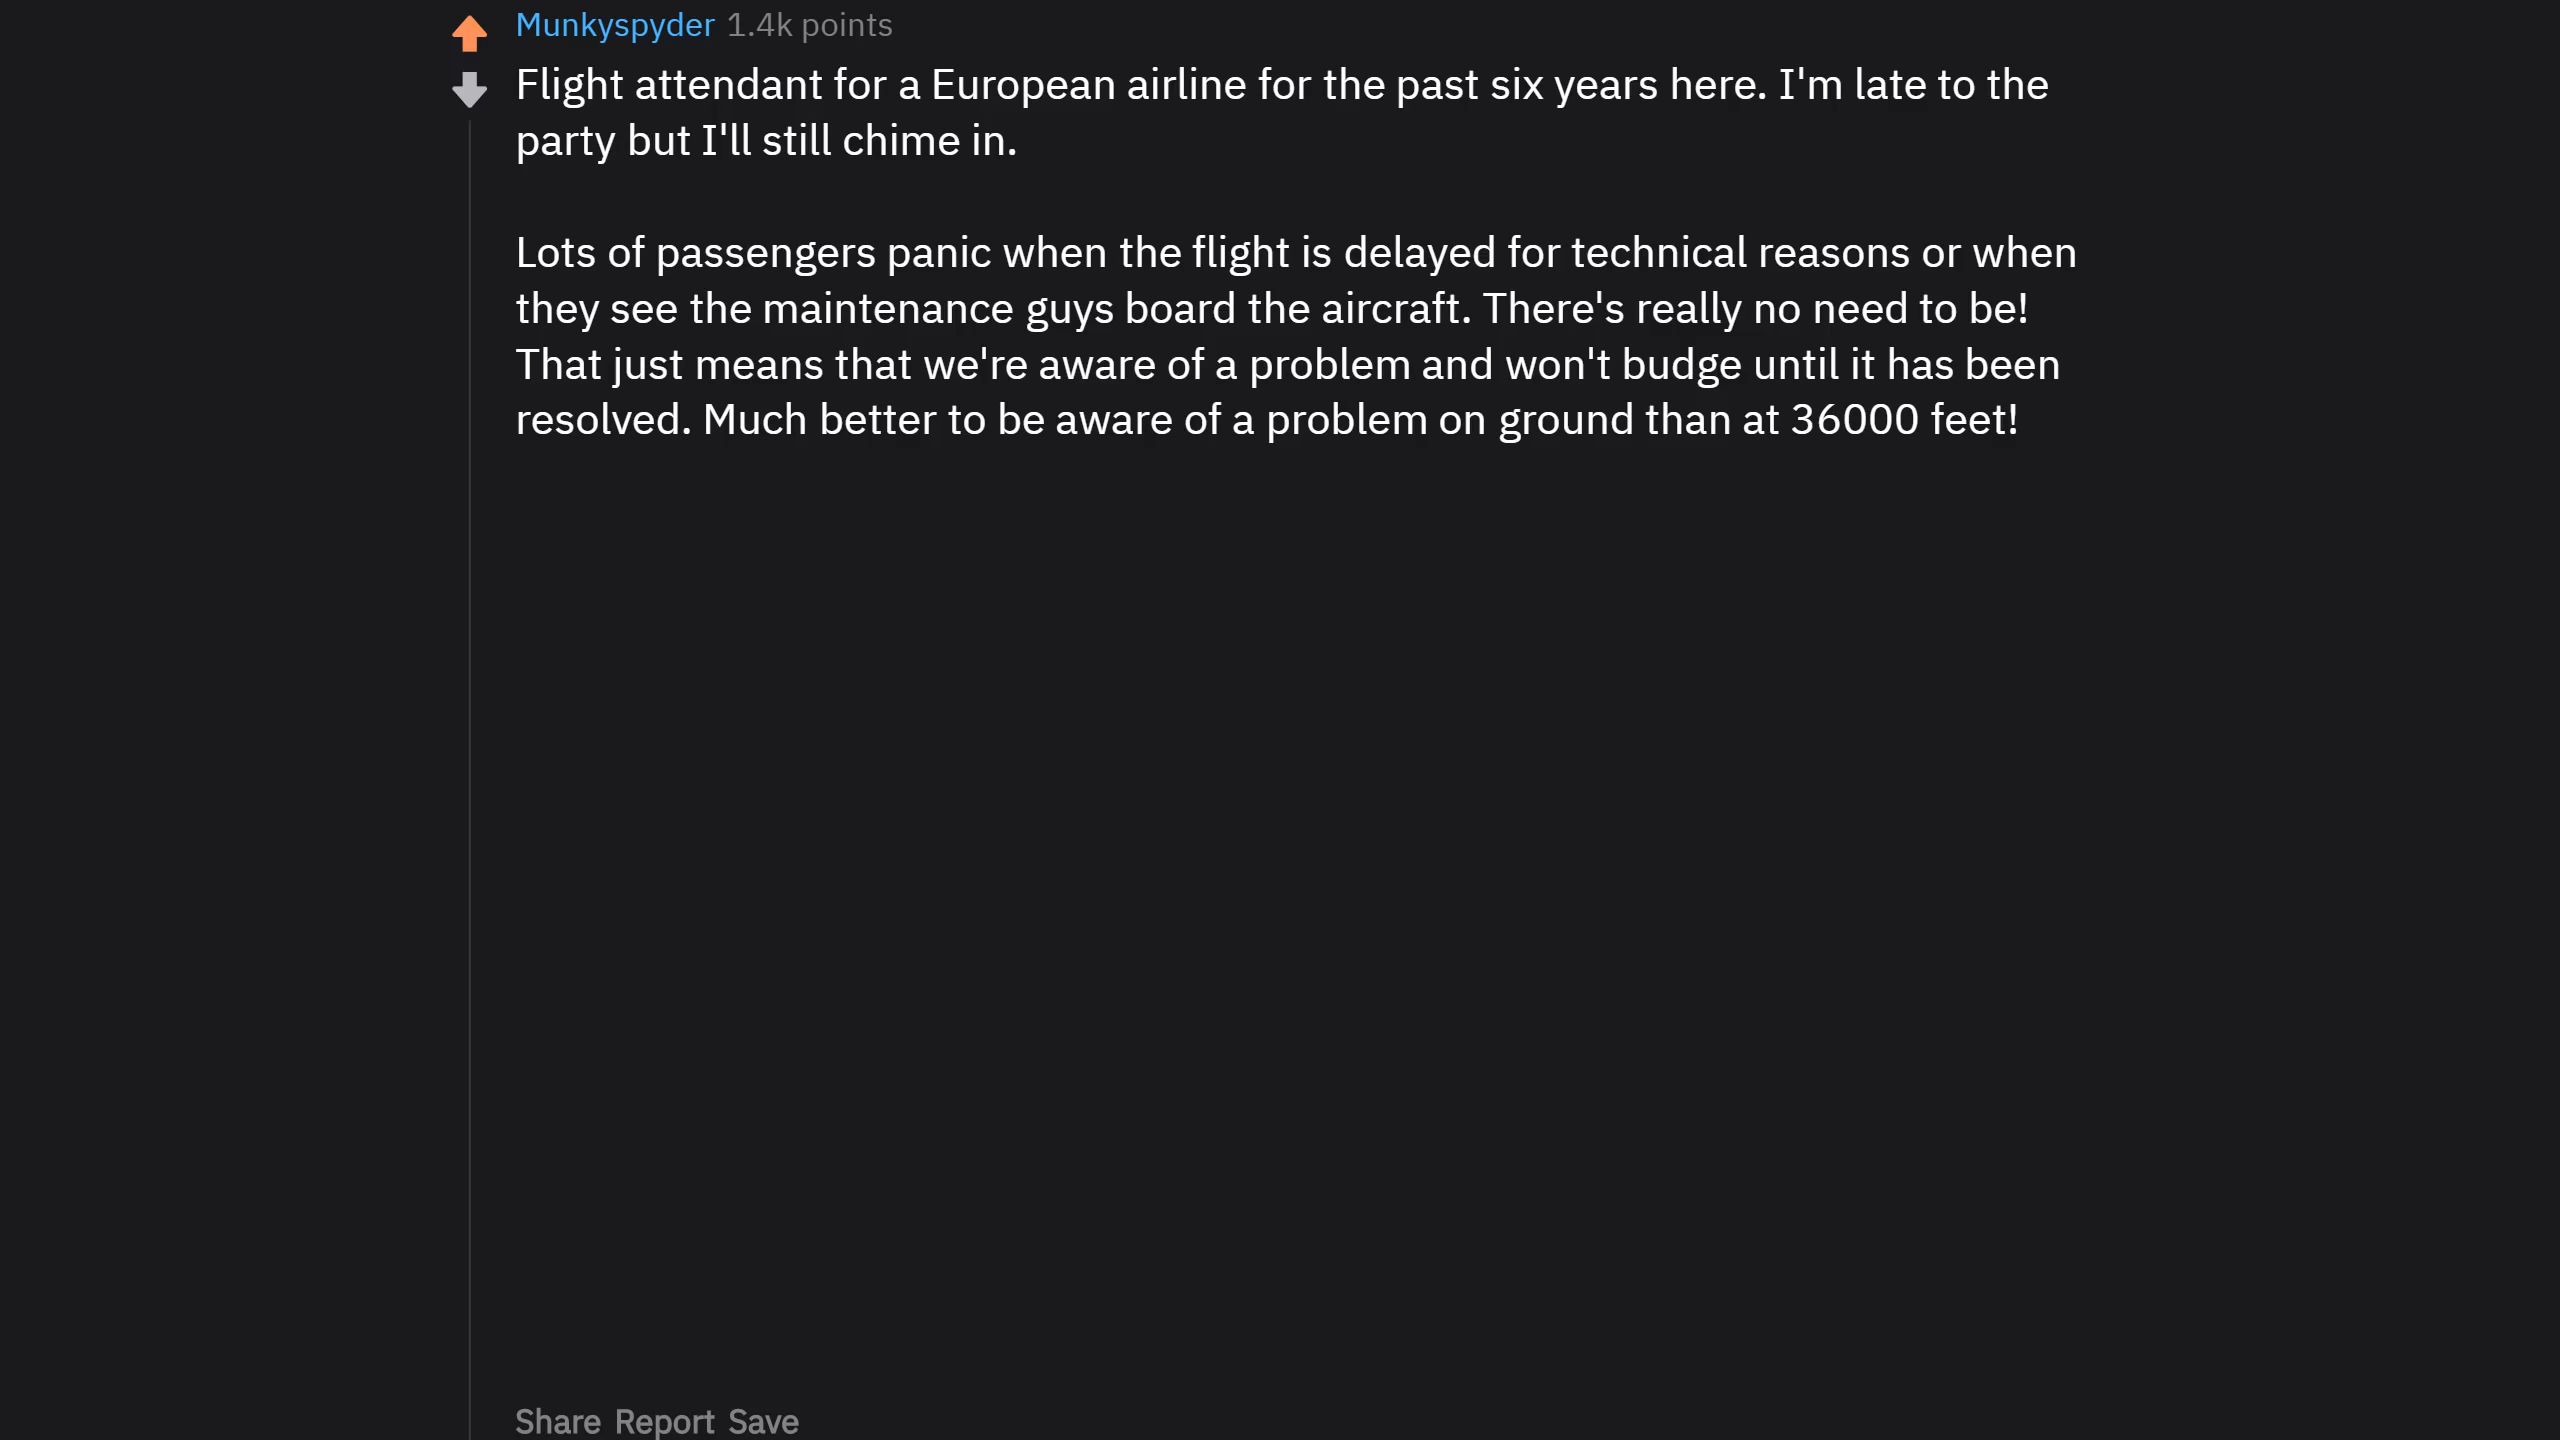 Munkyspyder 1.4k points
Flight attendant for a European airline for the past six years here. I'm late to the
party but I'll still chime in.
Lots of passengers panic when the flight is delayed for technical reasons or when
they see the maintenance guys board the aircraft. There's really no need to be!
That just means that we're aware of a problem and won't budge until it has been
resolved. Much better to be aware of a problem on ground than at 36000 feet!
Share Report Save